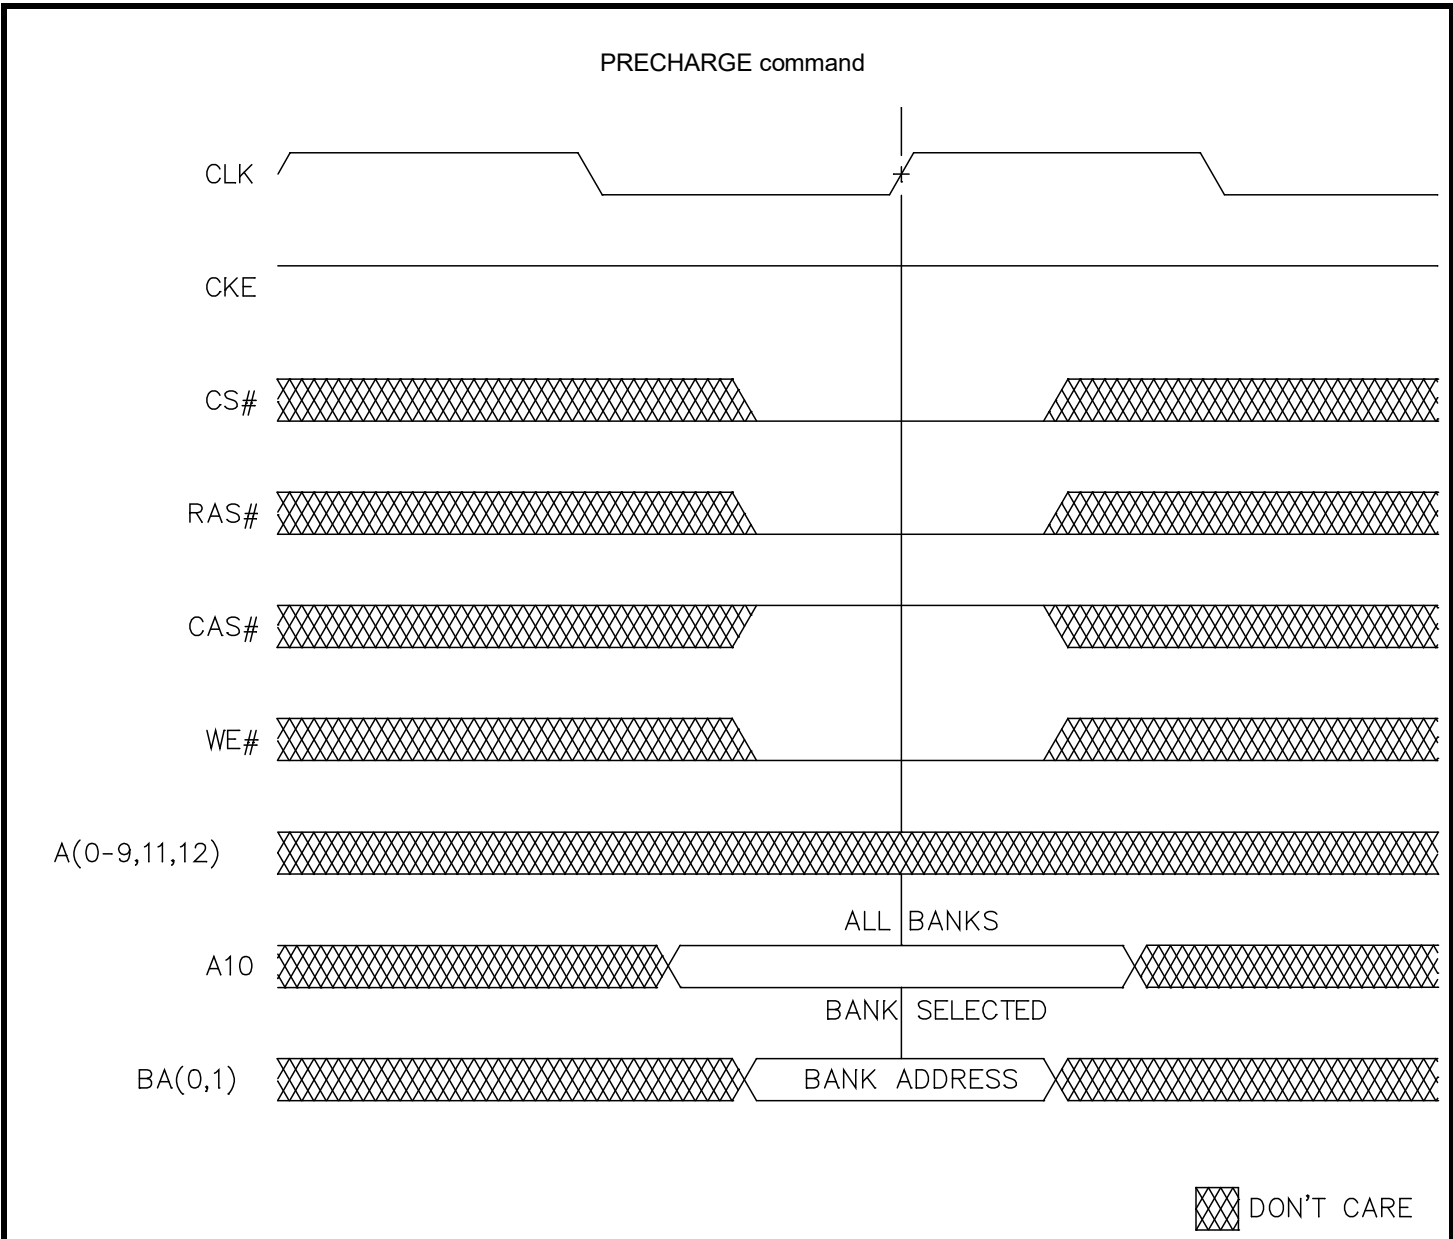 PRECHARGE command
CLK
CKE
CS#
RAS#
CAS#
WE#
A(0-9,11,12)
ALL BANKS
A10
BANK SELECTED
BA(0,1)
BANK ADDRESS
DON'T CARE